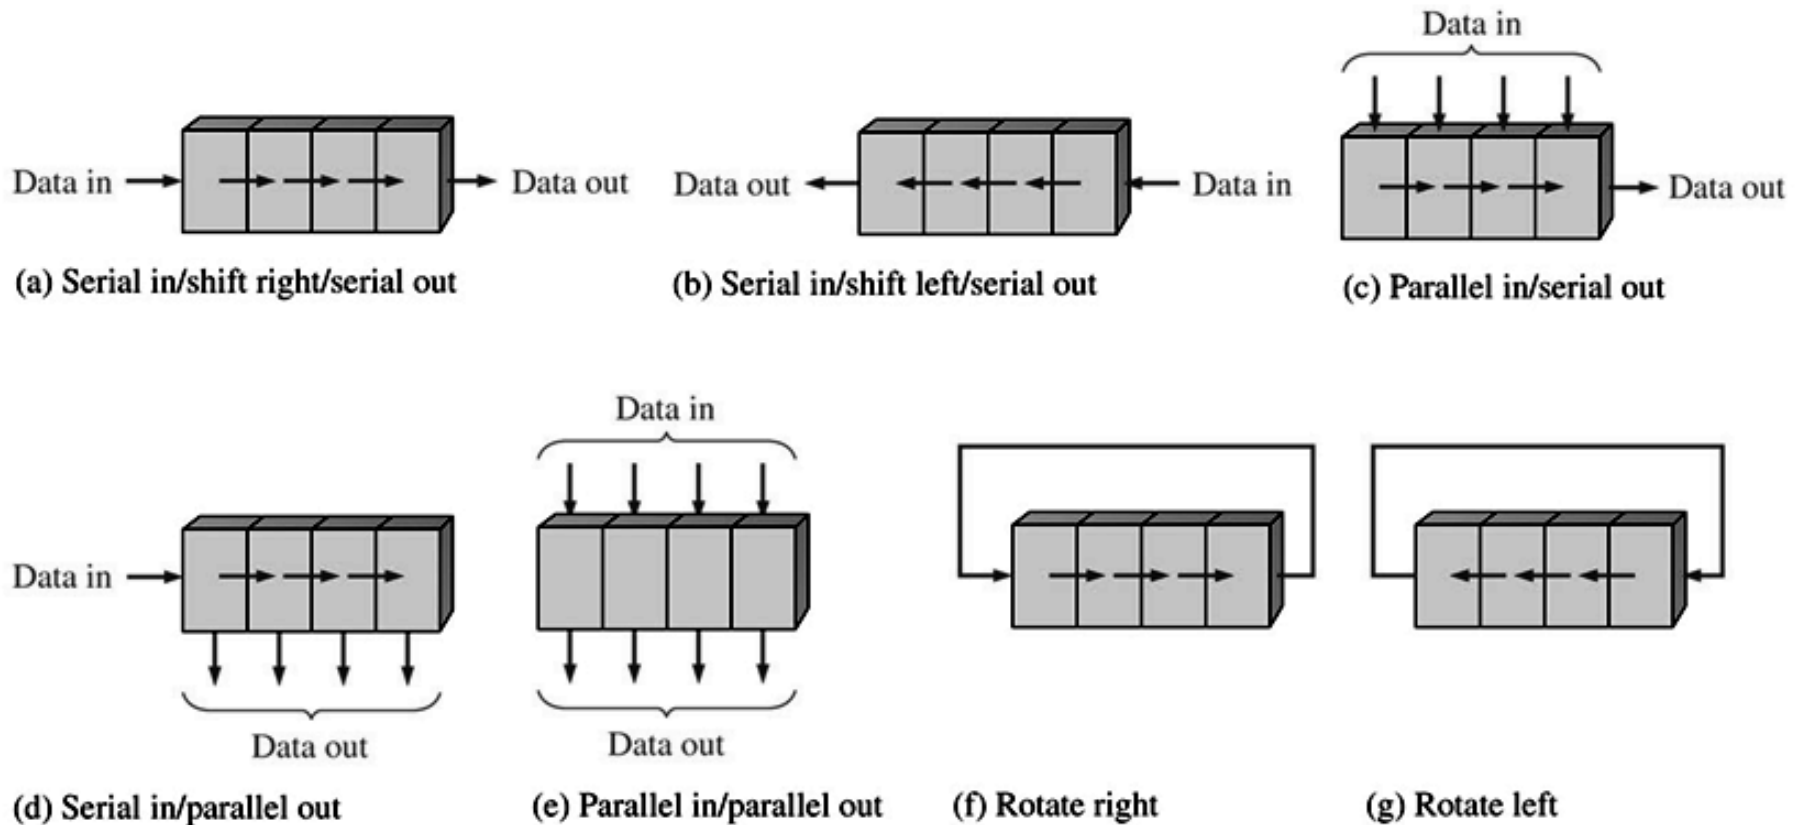 Data in
Data in
Data out
Data out
Data in
Data out
(a) Serial in/shift right/serial out
(b) Serial in/shift left/serial out
(c) Parallel in/serial out
Data in
Data in
Data out
Data out
(d) Serial in/parallel out
(e) Parallel in/parallel out
(f) Rotate right
(g) Rotate left